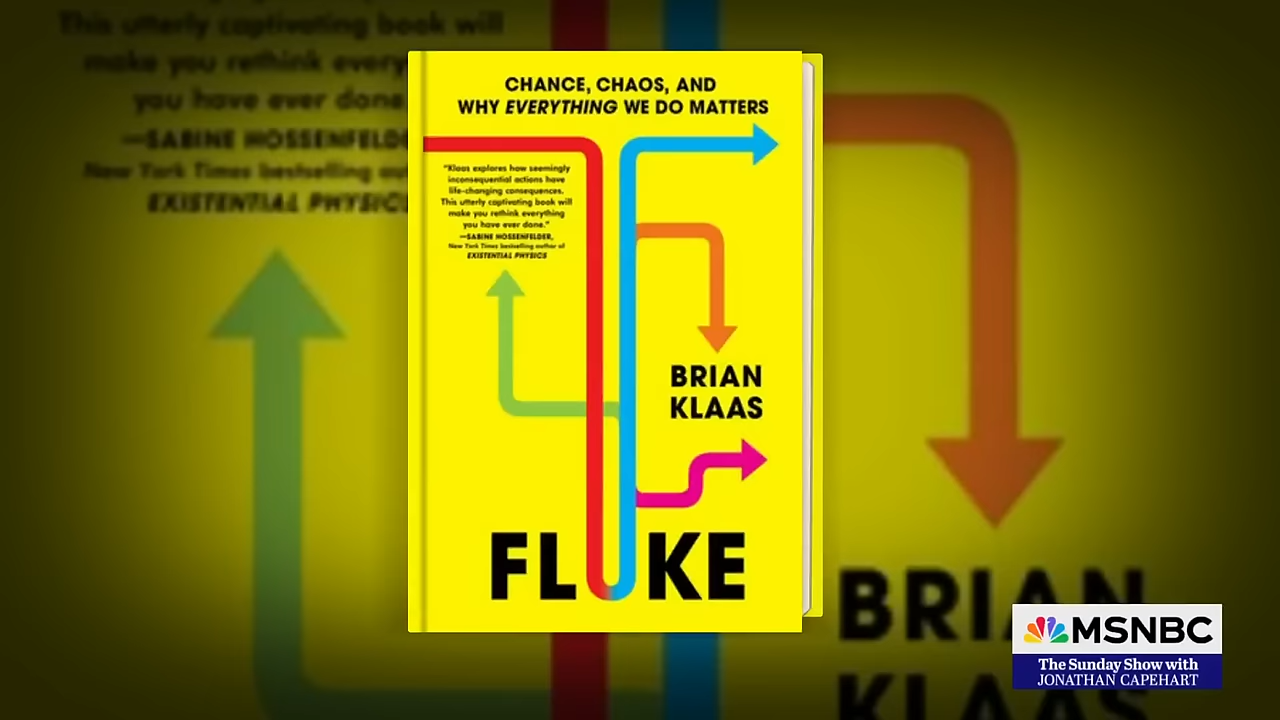 This utterly captivating book will
make you rethink every
you have ever done.
—SABINE HOSSENFELDE
New York Times bestselling au
EXISTENTIAL PHYSICS
CHANCE, CHAOS, AND
WHY EVERYTHING WE DO MATTERS
"Klaas explores how seemingly
inconsequential actions have
life-changing consequences.
This utterly captivating book will
make you rethink everything
you have ever done."
—SABINE HOSSENFELDER,
New York Times bestselling author of
EXISTENTIAL PHYSICS
BRIAN
KLAAS
FLUKE
BRIAN
KLAAS
MSNBC
The Sunday Show with
JONATHAN CAPEHART